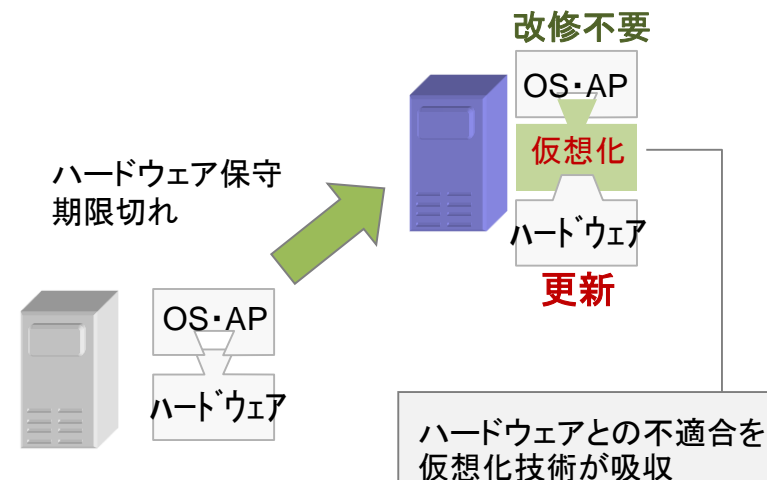 改修不要
OS・AP
仮想化
ハードウェア
更新
ハードウェア保守
期限切れ
OS・AP
ハードウェア
ハードウェアとの不適合を
仮想化技術が吸収